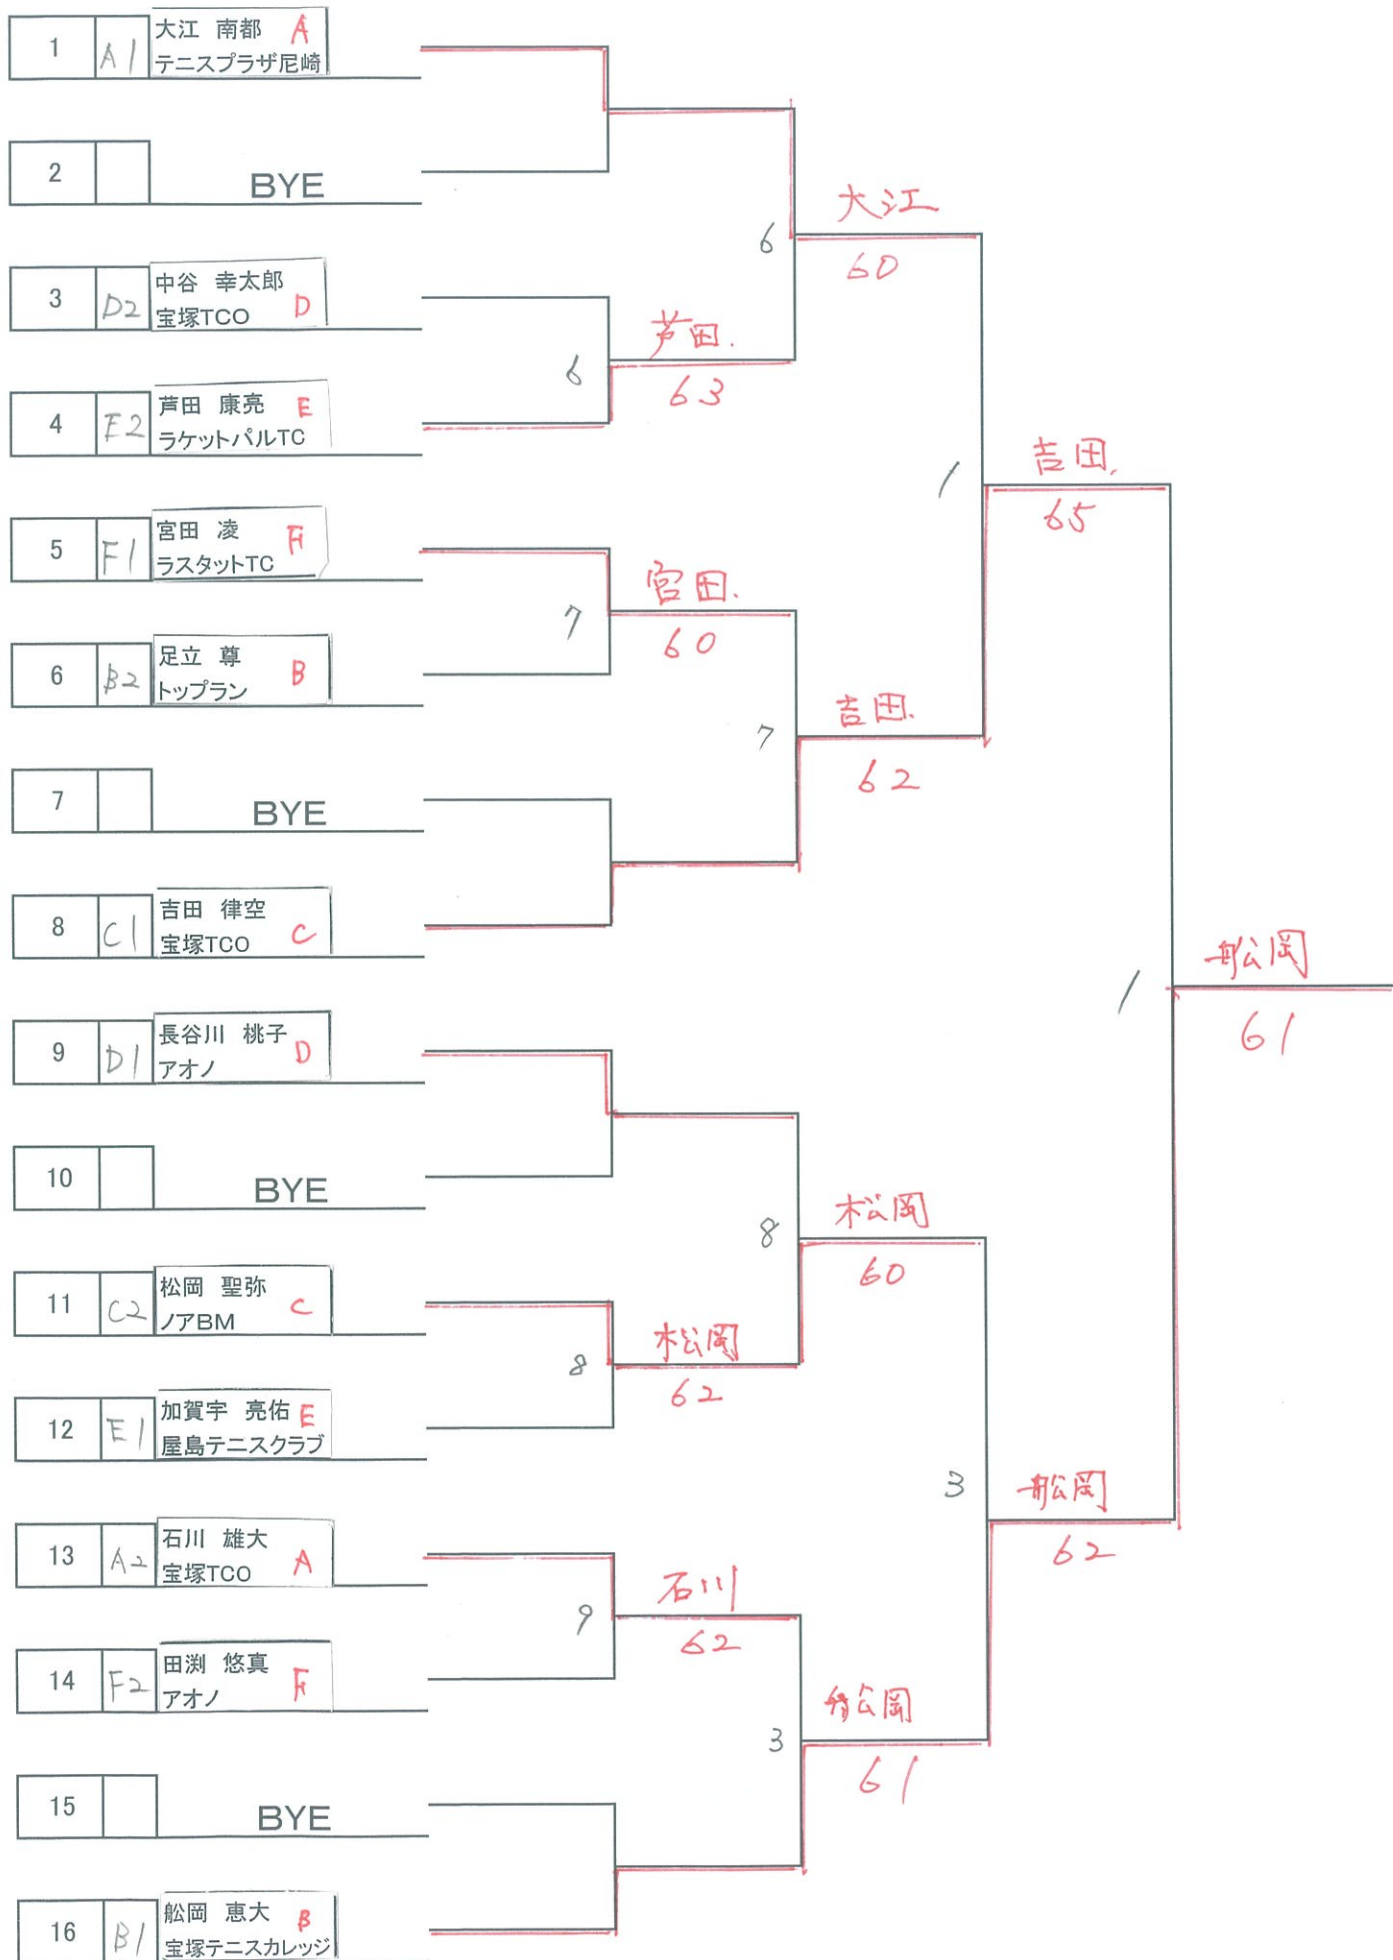 1 A1 大江 南都 A
テニスプラザ尼崎
2 BYE
大江
6
60
3 D2 中谷 幸太郎
宝塚TCO D
芦田.
6
63
4 E2 芦田 康亮 E
ラケットパルTC
吉田.
1
65
5 F1 宮田 凌 F
ラスタットTC
宮田.
7
60
6 B2 足立 尊 B
トップラン
吉田.
7
62
7 BYE
8 C1 吉田 律空
宝塚TCO C
舩岡
1
61
9 D1 長谷川 桃子 D
アオノ
10 BYE
松岡
8
60
11 C2 松岡 聖弥 C
ノアBM
松岡
8
62
12 E1 加賀宇 亮佑 E
屋島テニスクラブ
舩岡
3
62
13 A2 石川 雄大
宝塚TCO A
石川
9
62
14 F2 田渕 悠真 F
アオノ
舩岡
3
61
15 BYE
16 B1 舩岡 恵大 B
宝塚テニスカレッジ